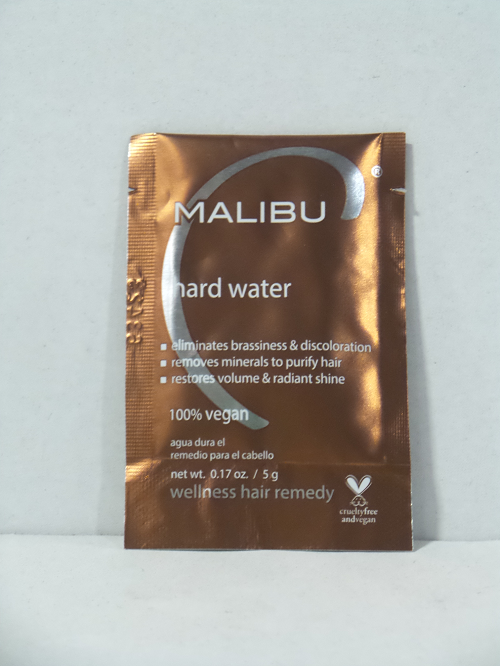 MALIBU
®
hard water
▪ eliminates brassiness & discoloration
▪ removes minerals to purify hair
▪ restores volume & radiant shine
100% vegan
agua dura el
remedio para el cabello
net wt. 0.17 oz. / 5 g
wellness hair remedy
crueltyfree
andvegan